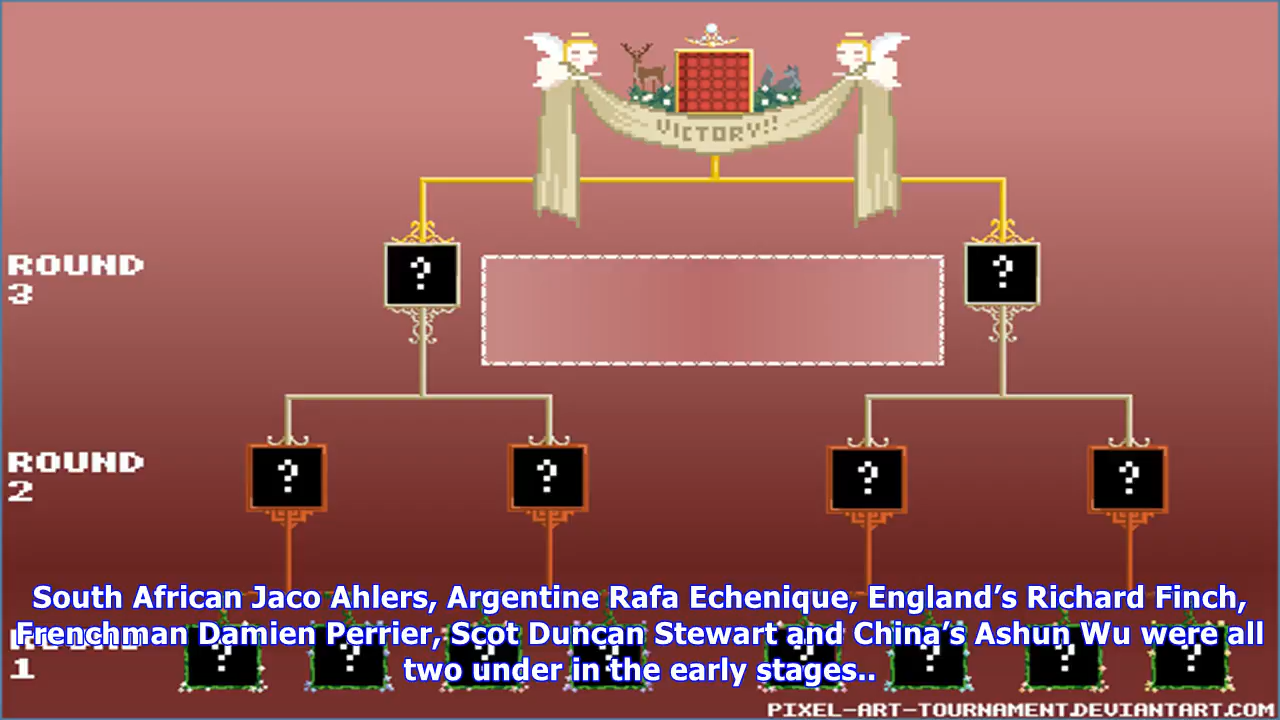 VICTORY!!
ROUND
3
?
?
ROUND
2
?
?
?
?
South African Jaco Ahlers, Argentine Rafa Echenique, England’s Richard Finch,
Frenchman Damien Perrier, Scot Duncan Stewart and China’s Ashun Wu were all
two under in the early stages..
ROUND
1
?
?
?
?
?
?
?
?
PIXEL-ART-TOURNAMENT.DEVIANTART.COM